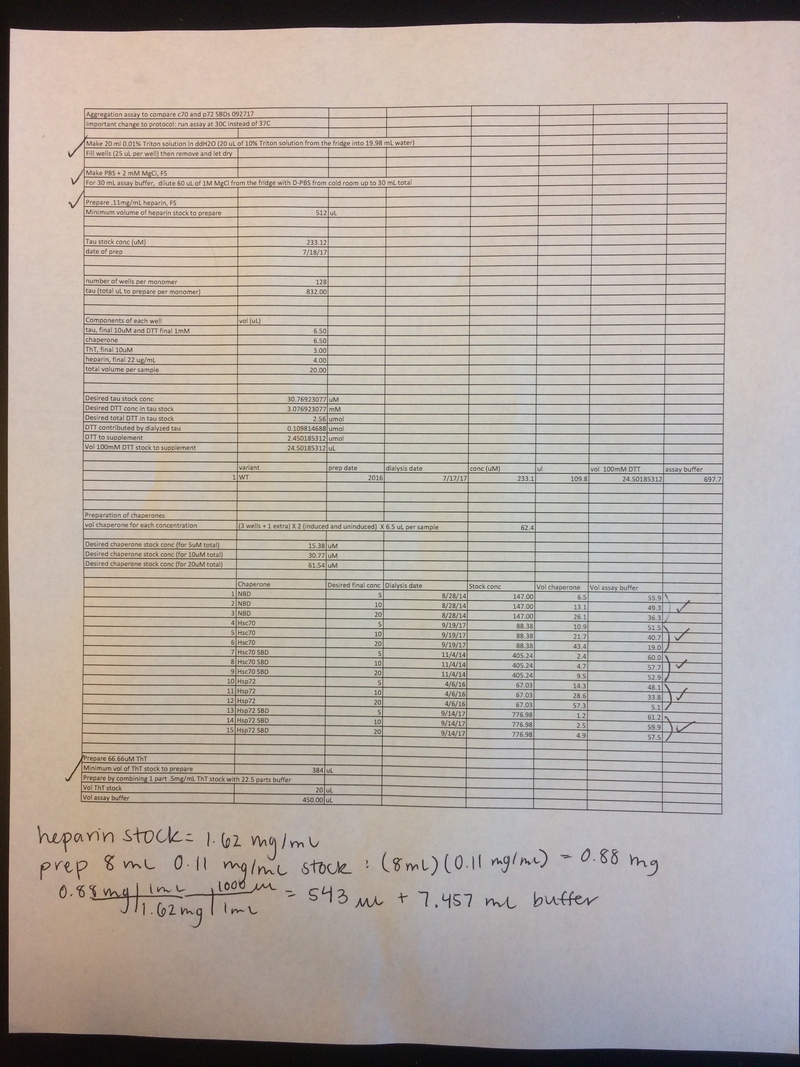 Aggregation assay to compare c70 and p72 SBDs 092717
Important change to protocol: run assay at 30C instead of 37C
Make 20 ml 0.01% Triton solution in ddH2O (20 uL of 10% Triton solution from the fridge into 19.98 mL water)
Fill wells (25 uL per well) then remove and let dry
Make PBS + 2 mM MgCl, FS
For 30 mL assay buffer, dilute 60 uL of 1M MgCl from the fridge with D-PBS from cold room up to 30 mL total
Prepare .11mg/mL heparin, FS
Minimum volume of heparin stock to prepare 512 uL
Tau stock conc (uM) 233.12
date of prep 7/18/17
number of wells per monomer 128
tau (total uL to prepare per monomer) 832.00
Components of each well vol (uL)
tau, final 10uM and DTT final 1mM 6.50
chaperone 6.50
ThT, final 10uM 3.00
heparin, final 22 ug/mL 4.00
total volume per sample 20.00
Desired tau stock conc 30.76923077 uM
Desired DTT conc in tau stock 3.076923077 mM
Desired total DTT in tau stock 2.56 umol
DTT contributed by dialyzed tau 0.109814688 umol
DTT to supplement 2.450185312 umol
Vol 100mM DTT stock to supplement 24.50185312 uL
variant prep date dialysis date conc (uM) ul vol 100mM DTT assay buffer
1 WT 2016 7/17/17 233.1 109.8 24.50185312 697.7
Preparation of chaperones
vol chaperone for each concentration (3 wells + 1 extra) X 2 (induced and uninduced) X 6.5 uL per sample 62.4
Desired chaperone stock conc (for 5uM total) 15.38 uM
Desired chaperone stock conc (for 10uM total) 30.77 uM
Desired chaperone stock conc (for 20uM total) 61.54 uM
Chaperone Desired final conc Dialysis date Stock conc Vol chaperone Vol assay buffer
1 NBD 5 8/28/14 147.00 6.5 55.9
2 NBD 10 8/28/14 147.00 13.1 49.3
3 NBD 20 8/28/14 147.00 26.1 36.3
4 Hsc70 5 9/19/17 88.38 10.9 51.5
5 Hsc70 10 9/19/17 88.38 21.7 40.7
6 Hsc70 20 9/19/17 88.38 43.4 19.0
7 Hsc70 SBD 5 11/4/14 405.24 2.4 60.0
8 Hsc70 SBD 10 11/4/14 405.24 4.7 57.7
9 Hsc70 SBD 20 11/4/14 405.24 9.5 52.9
10 Hsp72 5 4/6/16 67.03 14.3 48.1
11 Hsp72 10 4/6/16 67.03 28.6 33.8
12 Hsp72 20 4/6/16 67.03 57.3 5.1
13 Hsp72 SBD 5 9/14/17 776.98 1.2 61.2
14 Hsp72 SBD 10 9/14/17 776.98 2.5 59.9
15 Hsp72 SBD 20 9/14/17 776.98 4.9 57.5
Prepare 66.66uM ThT
Minimum vol of ThT stock to prepare 384 uL
Prepare by combining 1 part .5mg/mL ThT stock with 22.5 parts buffer
Vol ThT stock 20 uL
Vol assay buffer 450.00 uL
heparin stock = 1.62 mg/mL
prep 8 mL 0.11 mg/mL stock : (8mL)(0.11 mg/mL) = 0.88 mg
0.88 mg | 1 mL | 1000 uL = 543 uL + 7.457 mL buffer
| 1.62 mg | 1 mL